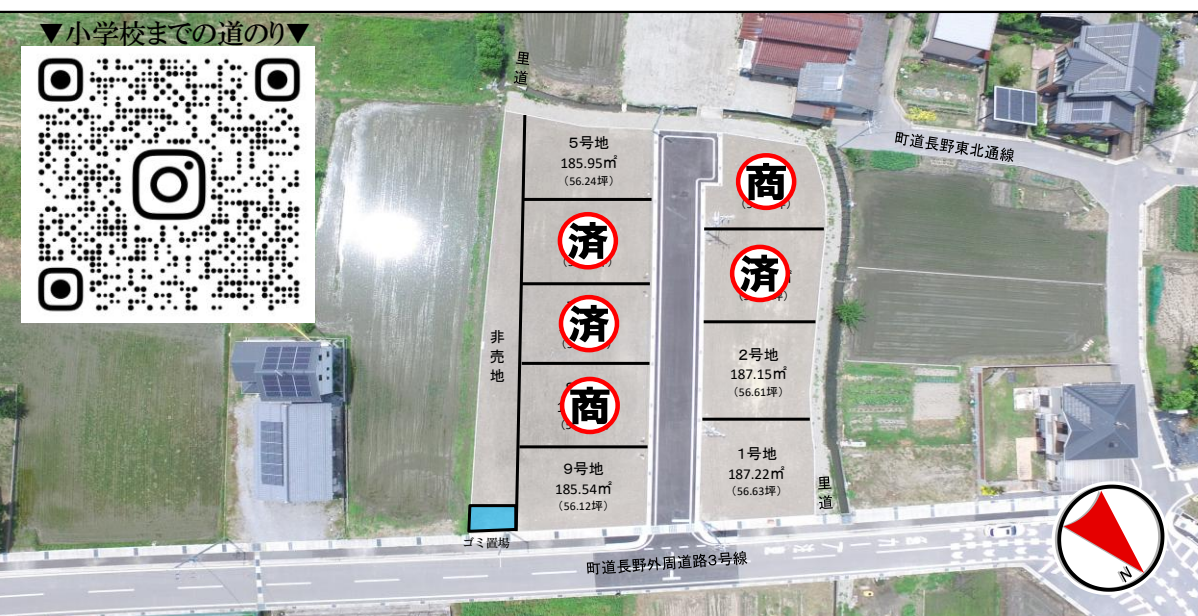 ▼小学校までの道のり▼
里道
町道長野東北通線
5号地
185.95㎡
(56.24坪)
商
済
済
済
商
非売地
2号地
187.15㎡
(56.61坪)
1号地
187.22㎡
(56.63坪)
9号地
185.54㎡
(56.12坪)
里道
ゴミ置場
町道長野外周道路3号線
N